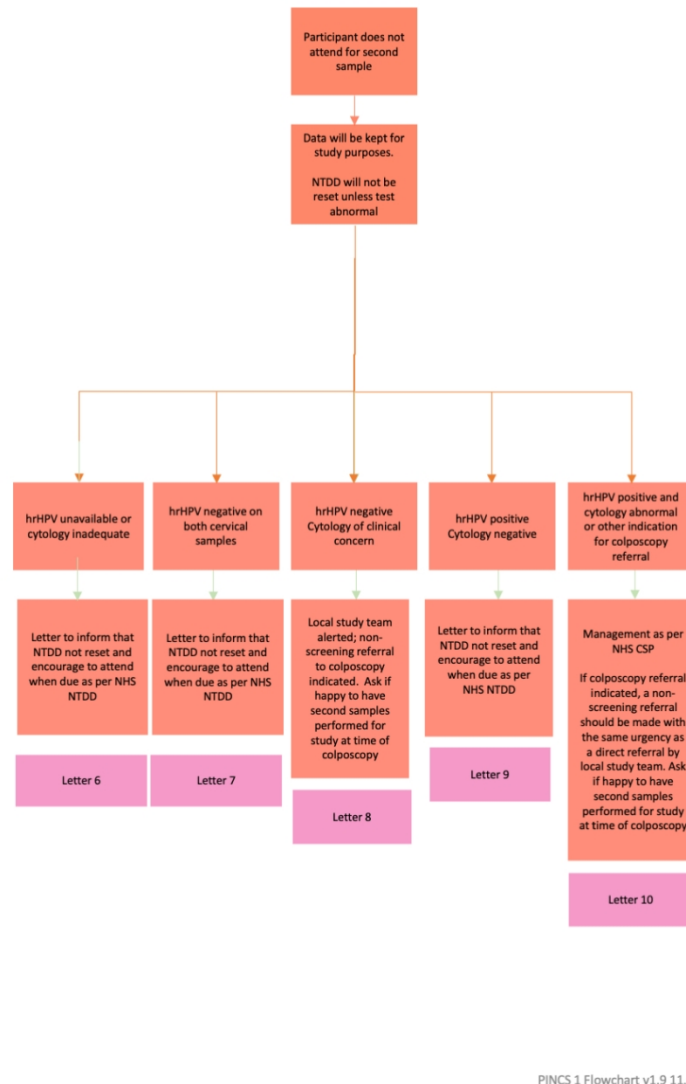 Participant does not
attend for second
sample
Data will be kept for
study purposes.
NTDD will not be
reset unless test
abnormal
hrHPV unavailable or
cytology inadequate
hrHPV negative on
both cervical
samples
hrHPV negative
Cytology of clinical
concern
hrHPV positive
Cytology negative
hrHPV positive and
cytology abnormal
or other indication
for colposcopy
referral
Letter to inform that
NTDD not reset and
encourage to attend
when due as per NHS
NTDD
Letter to inform that
NTDD not reset and
encourage to attend
when due as per NHS
NTDD
Local study team
alerted; non-
screening referral
to colposcopy
indicated. Ask if
happy to have
second samples
performed for
study at time of
colposcopy
Letter to inform that
NTDD not reset and
encourage to attend
when due as per
NHS NTDD
Management as per
NHS CSP
If colposcopy referral
indicated, a non-
screening referral
should be made with
the same urgency as
a direct referral by
local study team. Ask
if happy to have
second samples
performed for study
at time of colposcopy
Letter 6
Letter 7
Letter 8
Letter 9
Letter 10
PINCS 1 Flowchart v1.9 11.